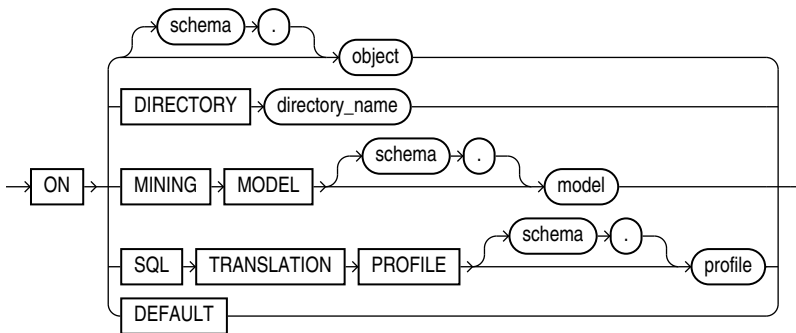 schema .
object
DIRECTORY directory_name
schema .
ON MINING MODEL model
schema .
SQL TRANSLATION PROFILE profile
DEFAULT